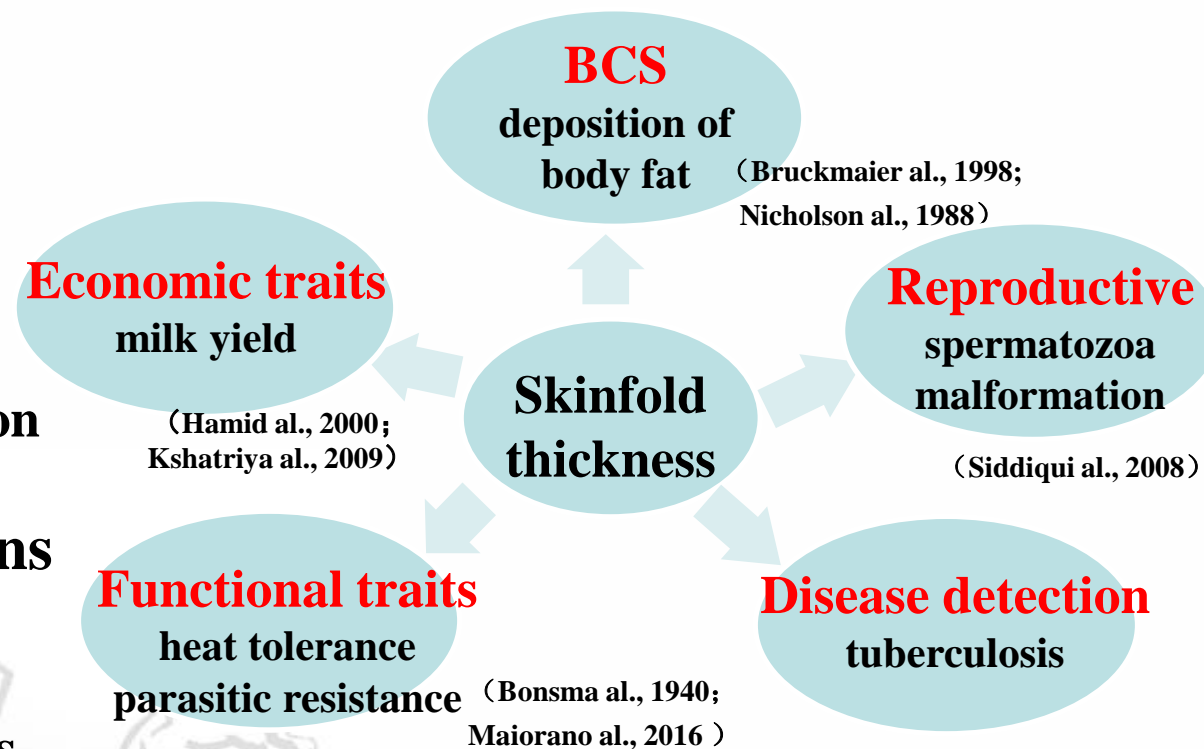 BCS
deposition of
body fat
（Bruckmaier al., 1998;
Nicholson al., 1988）
Economic traits
milk yield
（Hamid al., 2000；
Kshatriya al., 2009）
Reproductive
spermatozoa
malformation
（Siddiqui al., 2008）
Skinfold
thickness
on
ns
Functional traits
heat tolerance
parasitic resistance
（Bonsma al., 1940；
Maiorano al., 2016 ）
Disease detection
tuberculosis